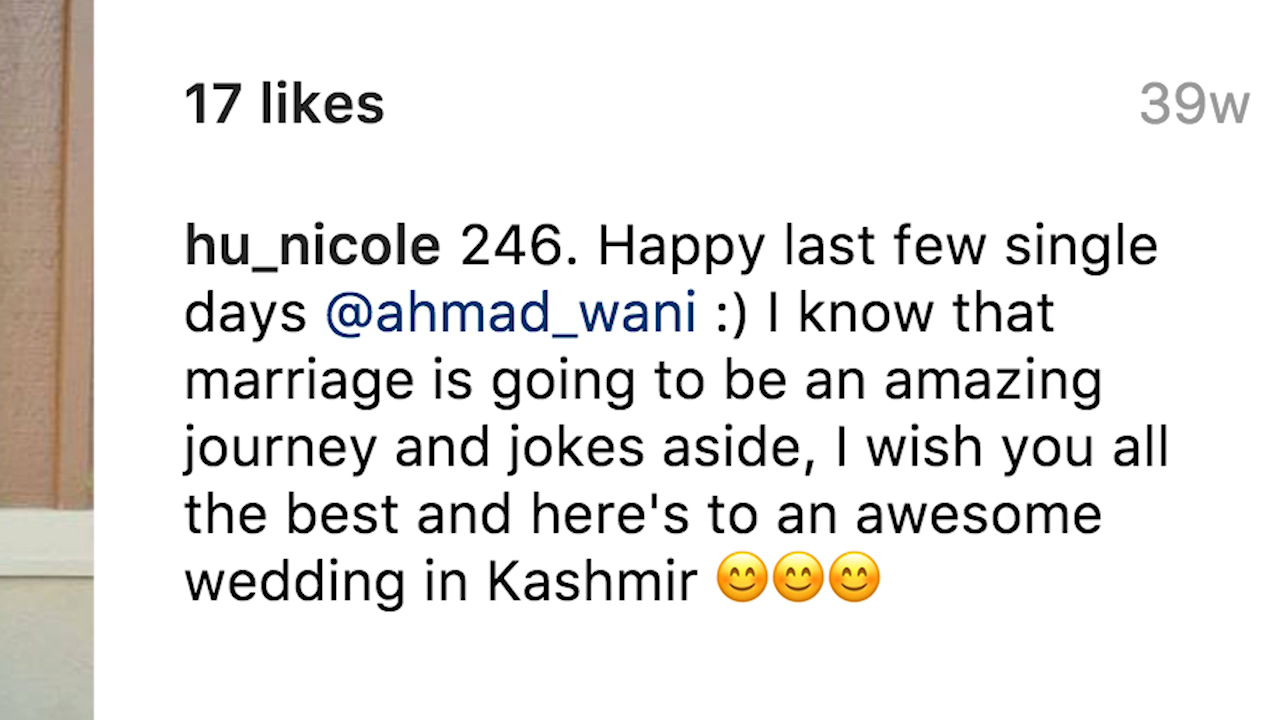 17 likes
39w
hu_nicole 246. Happy last few single
days @ahmad_wani :) I know that
marriage is going to be an amazing
journey and jokes aside, I wish you all
the best and here's to an awesome
wedding in Kashmir 😊😊😊